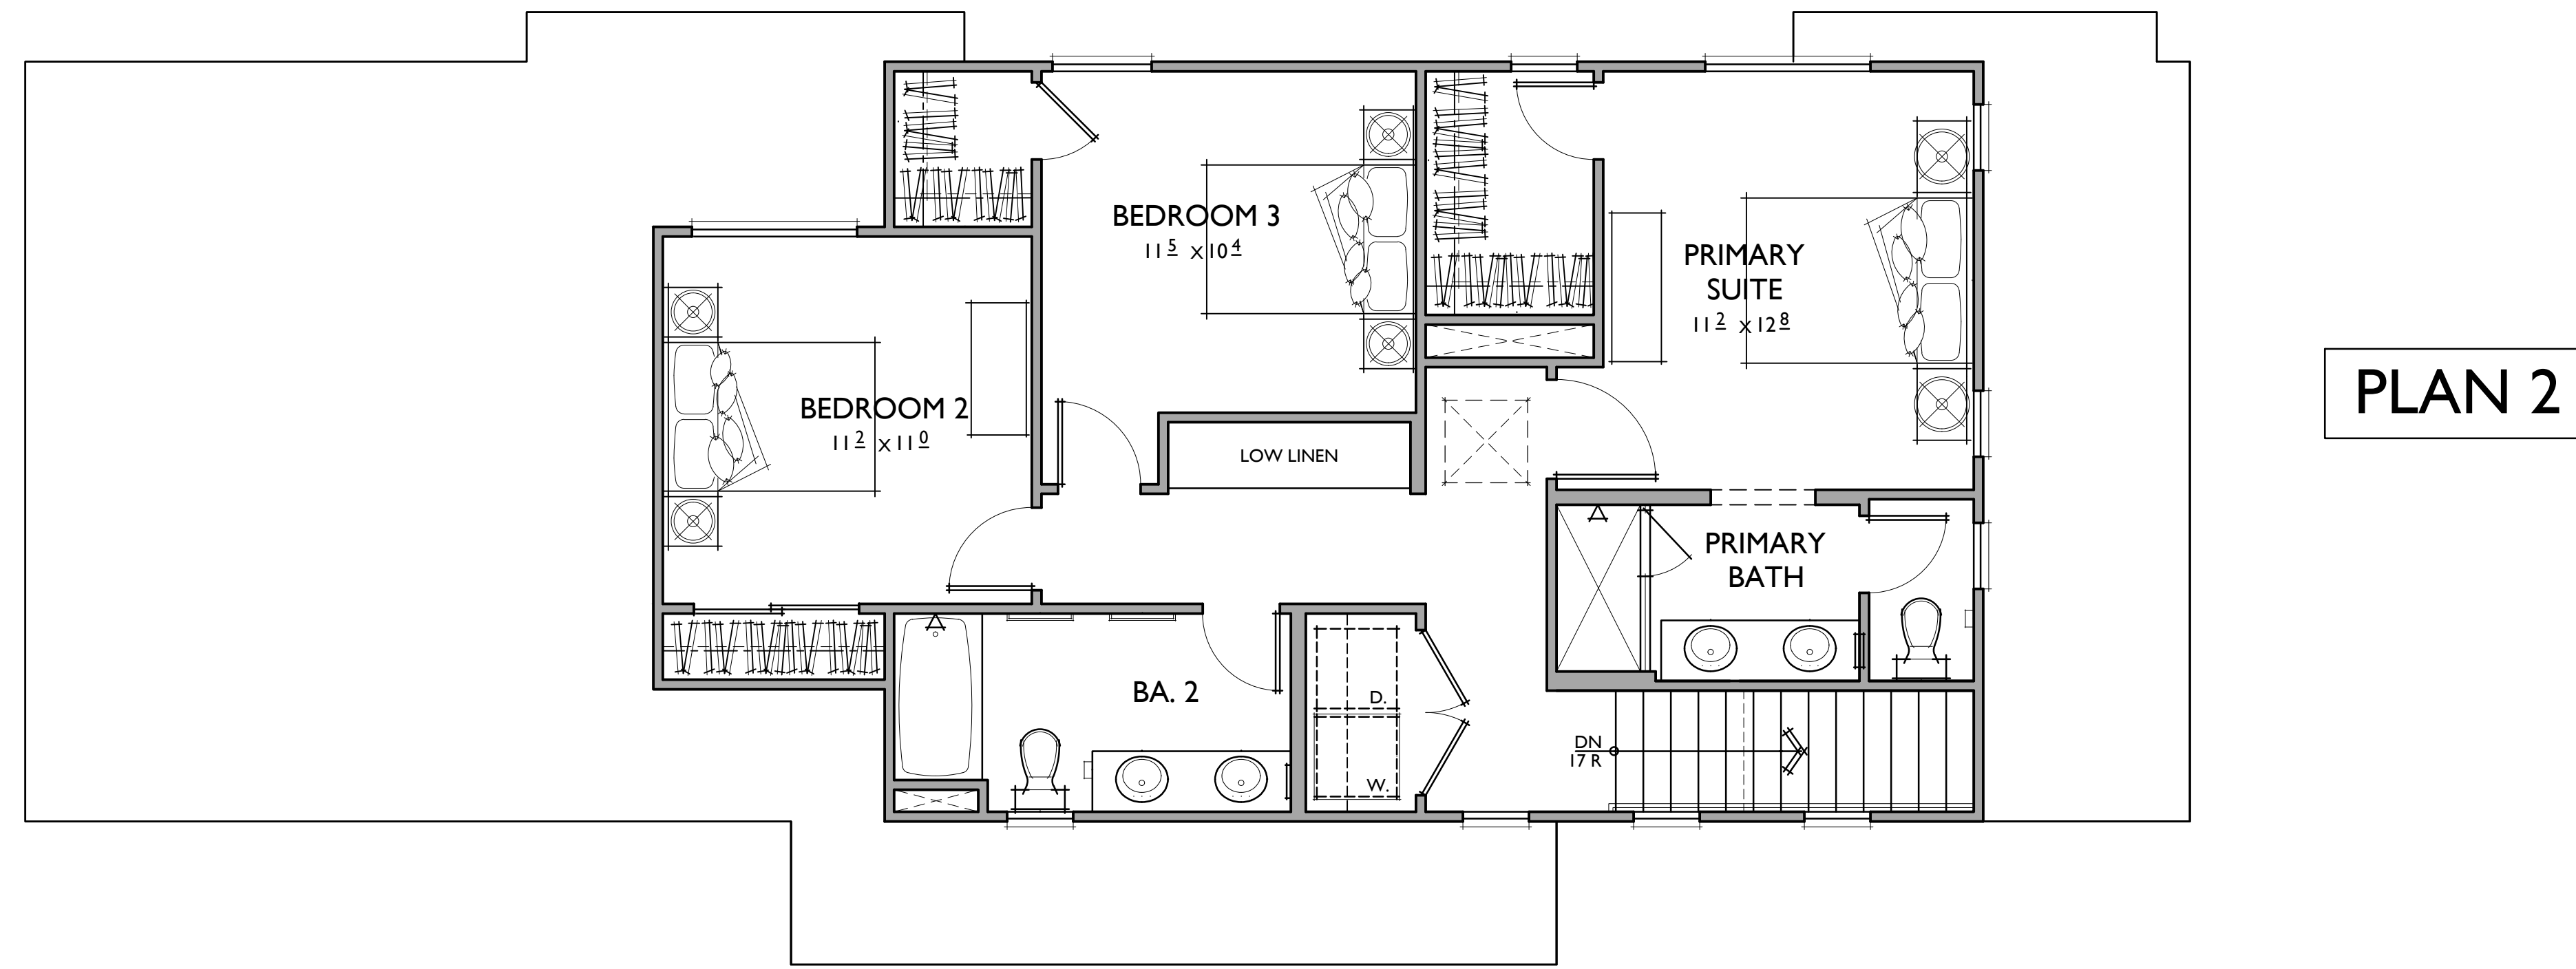 BEDROOM 3
11 5 x 10 4
PRIMARY
SUITE
11 2 x 12 8
BEDROOM 2
11 2 x 11 0
LOW LINEN
PLAN 2
PRIMARY
BATH
BA. 2
D.
W.
DN
17 R